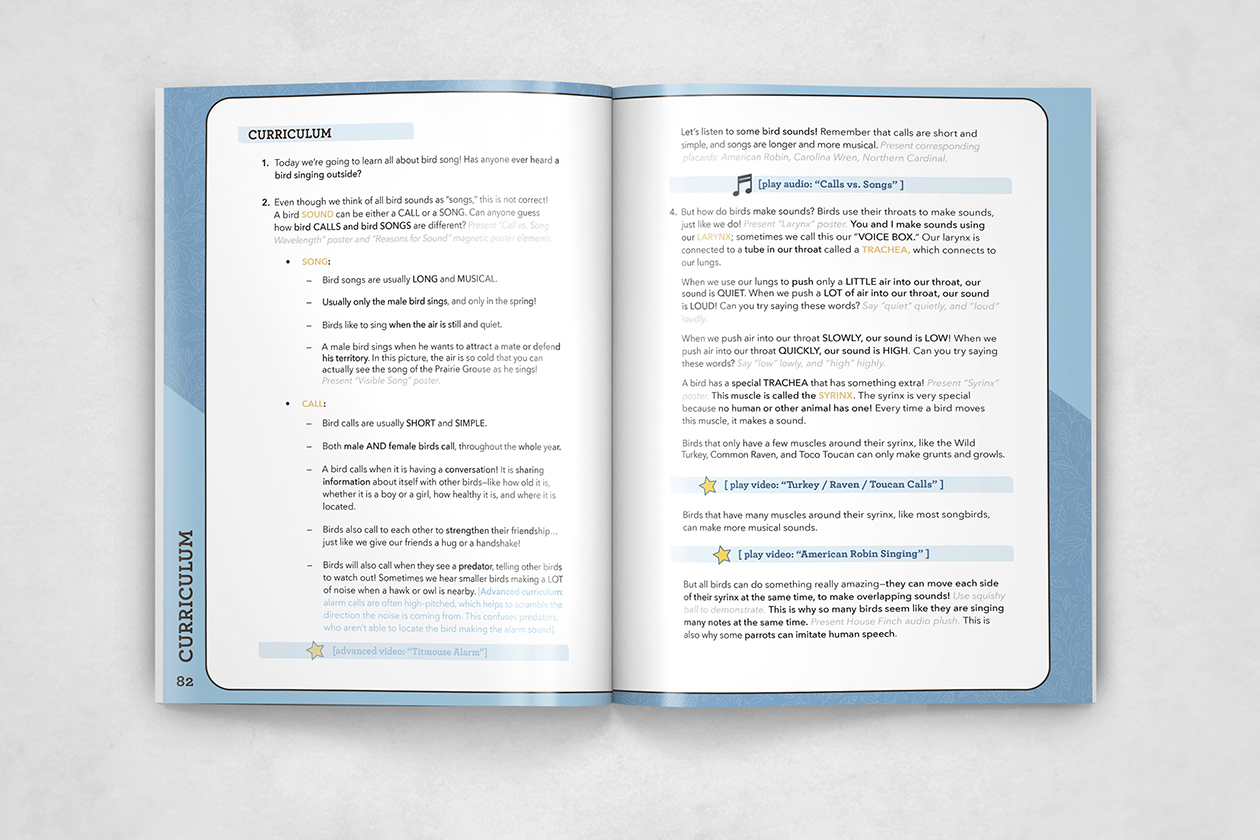 CURRICULUM
1. Today we're going to learn all about bird song! Has anyone ever heard a
bird singing outside?
2. Even though we think of all bird sounds as "songs," this is not correct!
A bird SOUND can be either a CALL or a SONG. Can anyone guess
how bird CALLS and bird SONGS are different? Present "Call vs. Song
Wavelength" poster and "Reasons for Sound" magnetic poster elements.
• SONG:
– Bird songs are usually LONG and MUSICAL.
– Usually only the male bird sings, and only in the spring!
– Birds like to sing when the air is still and quiet.
– A male bird sings when he wants to attract a mate or defend
his territory. In this picture, the air is so cold that you can
actually see the song of the Prairie Grouse as he sings!
Present "Visible Song" poster.
• CALL:
– Bird calls are usually SHORT and SIMPLE.
– Both male AND female birds call, throughout the whole year.
– A bird calls when it is having a conversation! It is sharing
information about itself with other birds—like how old it is,
whether it is a boy or a girl, how healthy it is, and where it is
located.
– Birds also call to each other to strengthen their friendship...
just like we give our friends a hug or a handshake!
– Birds will also call when they see a predator, telling other birds
to watch out! Sometimes we hear smaller birds making a LOT
of noise when a hawk or owl is nearby. [Advanced curriculum:
alarm calls are often high-pitched, which helps to scramble the
direction the noise is coming from. This confuses predators,
who aren't able to locate the bird making the alarm sound].
[advanced video: "Titmouse Alarm"]
CURRICULUM
82
Let's listen to some bird sounds! Remember that calls are short and
simple, and songs are longer and more musical. Present corresponding
placards: American Robin, Carolina Wren, Northern Cardinal.
[play audio: "Calls vs. Songs" ]
4. But how do birds make sounds? Birds use their throats to make sounds,
just like we do! Present "Larynx" poster. You and I make sounds using
our LARYNX; sometimes we call this our "VOICE BOX." Our larynx is
connected to a tube in our throat called a TRACHEA, which connects to
our lungs.
When we use our lungs to push only a LITTLE air into our throat, our
sound is QUIET. When we push a LOT of air into our throat, our sound
is LOUD! Can you try saying these words? Say "quiet" quietly, and "loud"
loudly.
When we push air into our throat SLOWLY, our sound is LOW! When we
push air into our throat QUICKLY, our sound is HIGH. Can you try saying
these words? Say "low" lowly, and "high" highly.
A bird has a special TRACHEA that has something extra! Present "Syrinx"
poster. This muscle is called the SYRINX. The syrinx is very special
because no human or other animal has one! Every time a bird moves
this muscle, it makes a sound.
Birds that only have a few muscles around their syrinx, like the Wild
Turkey, Common Raven, and Toco Toucan can only make grunts and growls.
[ play video: "Turkey / Raven / Toucan Calls" ]
Birds that have many muscles around their syrinx, like most songbirds,
can make more musical sounds.
[ play video: "American Robin Singing" ]
But all birds can do something really amazing—they can move each side
of their syrinx at the same time, to make overlapping sounds! Use squishy
ball to demonstrate. This is why so many birds seem like they are singing
many notes at the same time. Present House Finch audio plush. This is
also why some parrots can imitate human speech.